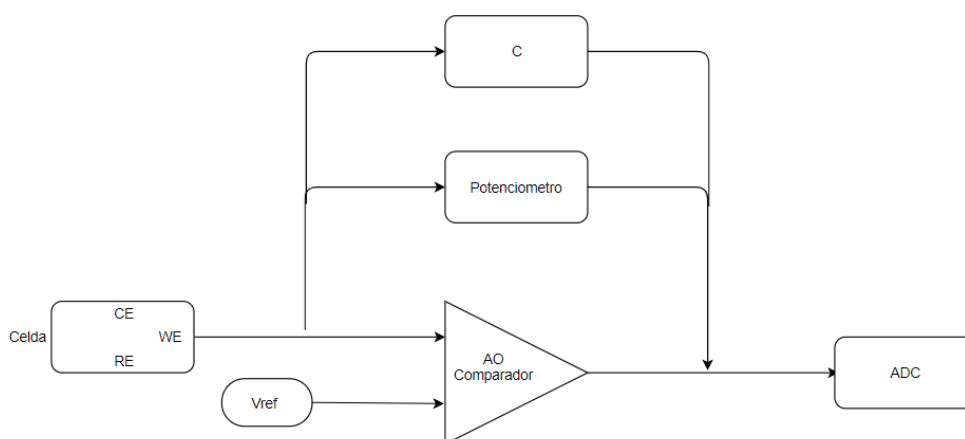 C
Potenciometro
CE
Celda
WE
RE
AO
Comparador
ADC
Vref